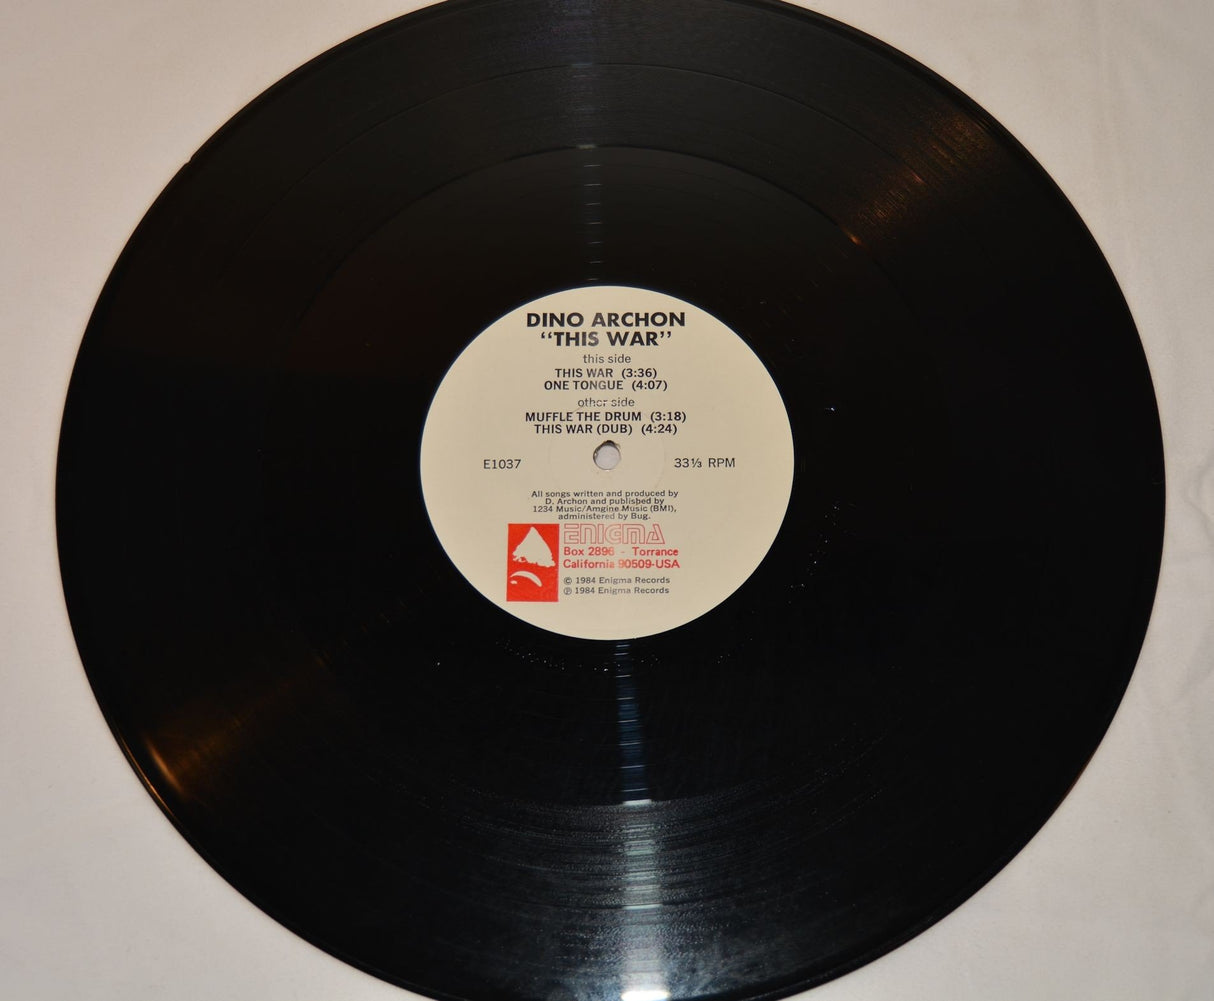 DINO ARCHON
“THIS WAR”
this side
THIS WAR (3:36)
ONE TONGUE (4:07)
other side
MUFFLE THE DRUM (3:18)
THIS WAR (DUB) (4:24)
E1037
33⅓ RPM
All songs written and produced by
D. Archon and published by
1234 Music/Amgine Music (BMI),
administered by Bug.
ENIGMA
Box 2896 - Torrance
California 90509-USA
© 1984 Enigma Records
℗ 1984 Enigma Records